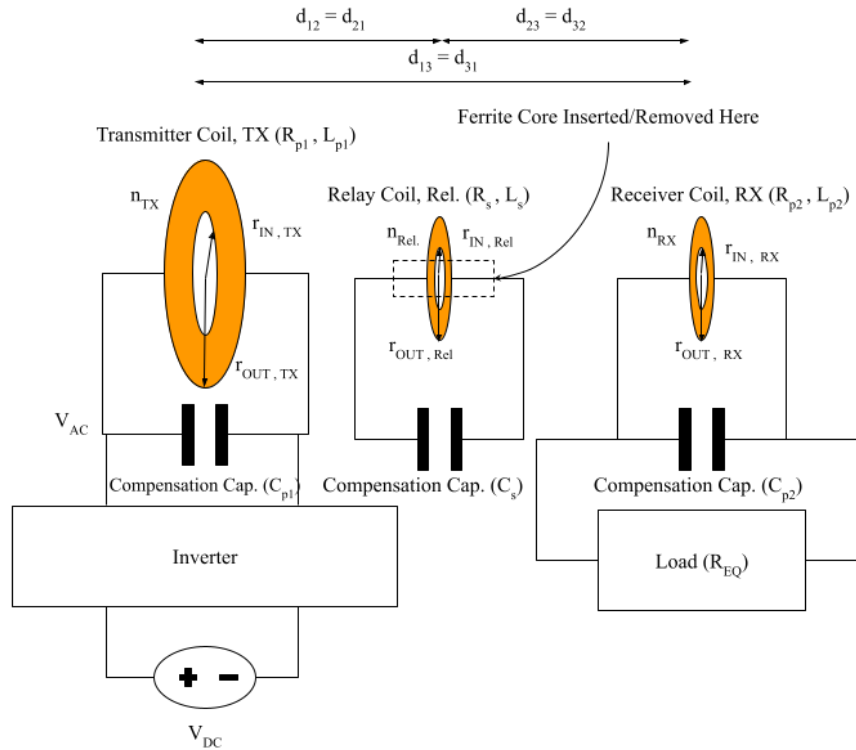 d12 = d21
d23 = d32
d13 = d31
Ferrite Core Inserted/Removed Here
Transmitter Coil, TX (Rp1 , Lp1)
Relay Coil, Rel. (Rs , Ls)
Receiver Coil, RX (Rp2 , Lp2)
nTX
rIN , TX
nRel.
rIN , Rel
nRX
rIN , RX
rOUT , TX
rOUT , Rel
rOUT , RX
VAC
Compensation Cap. (Cp1)
Compensation Cap. (Cs)
Compensation Cap. (Cp2)
Inverter
Load (REQ)
VDC